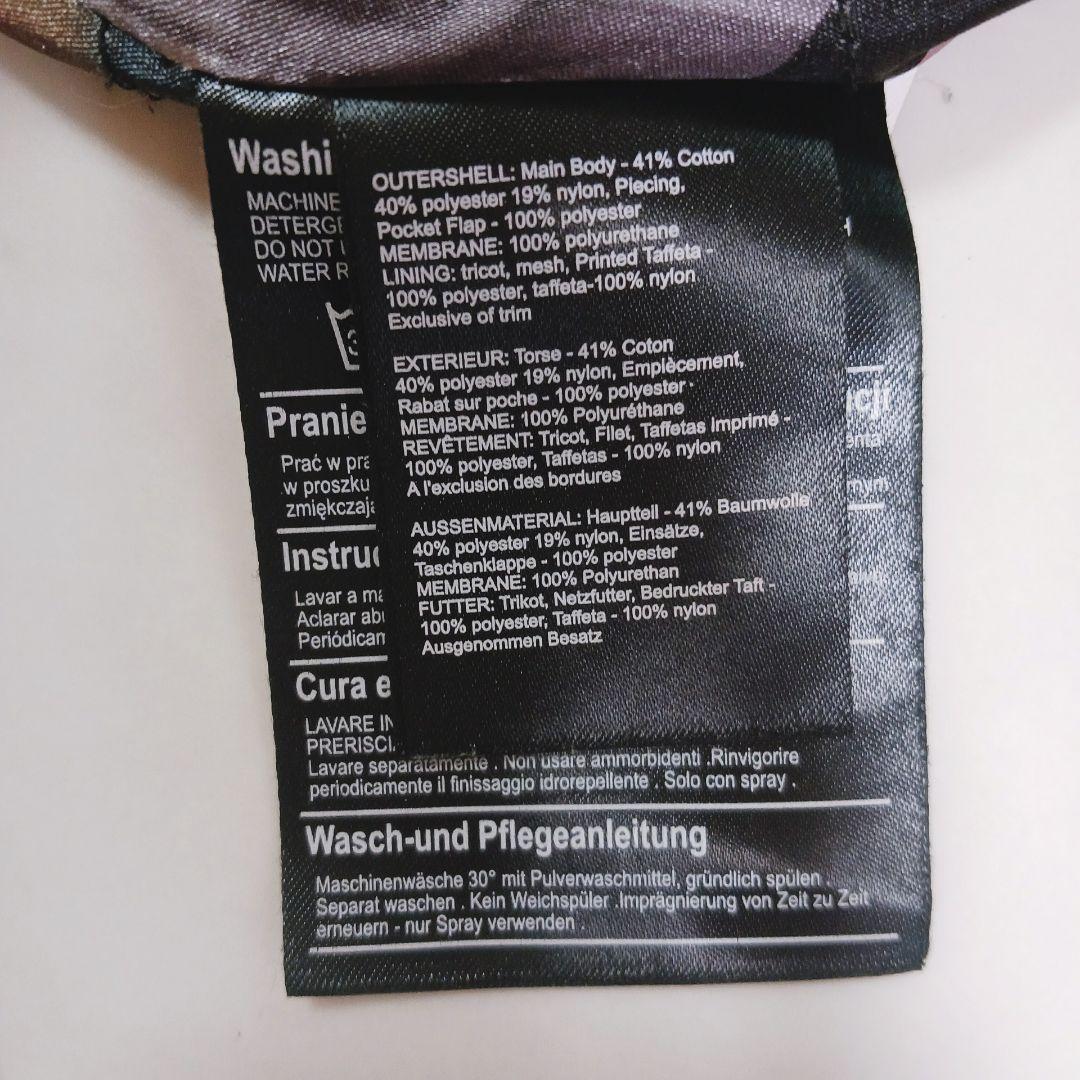 Washi
MACHINE
DETERGE
DO NOT
WATER R
OUTERSHELL: Main Body - 41% Cotton
40% polyester 19% nylon, Piecing,
Pocket Flap - 100% polyester
MEMBRANE: 100% polyurethane
LINING: tricot, mesh, Printed Taffeta -
100% polyester, taffeta-100% nylon
Exclusive of trim
EXTERIEUR: Torse - 41% Coton
40% polyester 19% nylon, Emplècement,
Rabat sur poche - 100% polyester
MEMBRANE: 100% Polyuréthane
REVÊTEMENT: Tricot, Filet, Taffetas Imprimé -
100% polyester, Taffetas - 100% nylon
A l'exclusion des bordures
AUSSENMATERIAL: Hauptteil - 41% Baumwolle
40% polyester 19% nylon, Einsätze,
Taschenklappe - 100% polyester
MEMBRANE: 100% Polyurethan
FUTTER: Trikot, Netzfutter, Bedruckter Taft -
100% polyester, Taffeta - 100% nylon
Ausgenommen Besatz
Pranie
Prać w pra
w proszku
zmiękczaja
Instruc
Lavar a ma
Aclarar abu
Periódicam
Cura e
LAVARE IN
PRERISCI
Lavare separatamente . Non usare ammorbidenti .Rinvigorire
periodicamente il finissaggio idrorepellente . Solo con spray .
Wasch-und Pflegeanleitung
Maschinenwäsche 30° mit Pulverwaschmittel, gründlich spülen
Separat waschen . Kein Weichspüler .Imprägnierung von Zeit zu Zeit
erneuern - nur Spray verwenden .